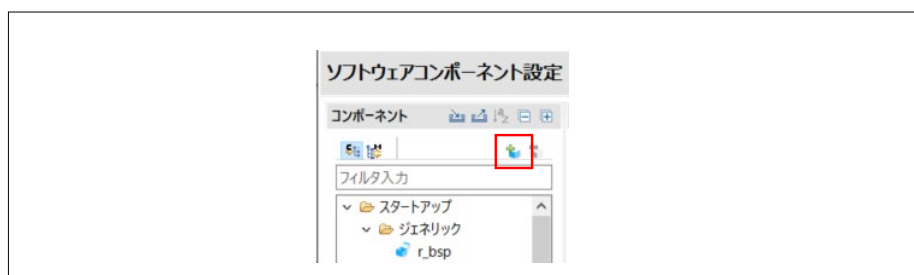 ソフトウェアコンポーネント設定
コンポーネント
フィルタ入力
スタートアップ
ジェネリック
r_bsp